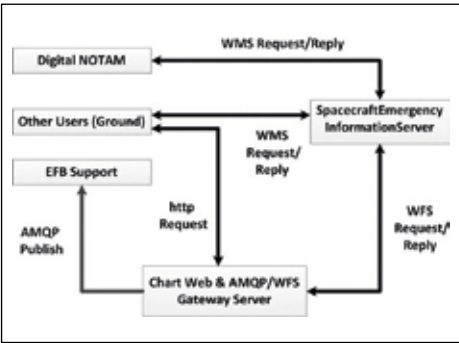 WMS Request/Reply
Digital NOTAM
Other Users (Ground)
SpacecraftEmergency
InformationServer
WMS
Request/
Reply
EFB Support
http
Request
WFS
Request/
Reply
AMQP
Publish
Chart Web & AMQP/WFS
Gateway Server